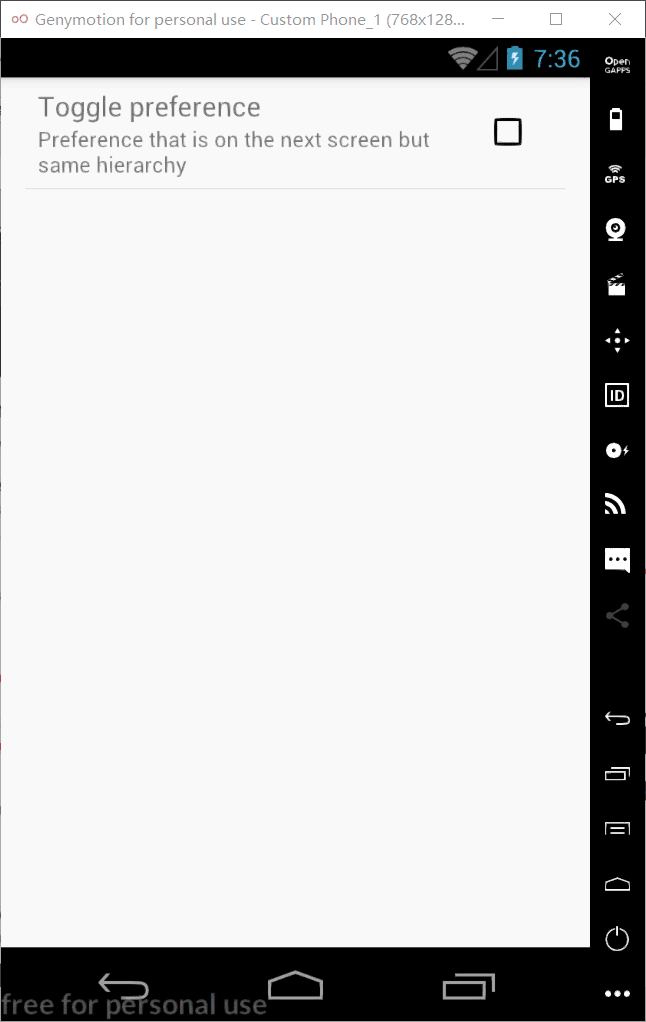 Genymotion for personal use - Custom Phone_1 (768x128...
7:36
Open
GAPPS
Toggle preference
Preference that is on the next screen but
same hierarchy
GPS
ID
free for personal use